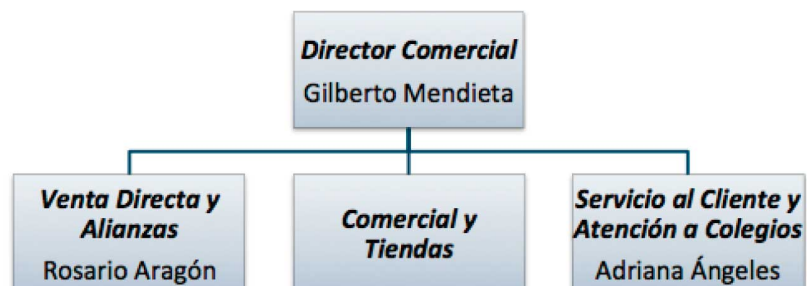 Director Comercial
Gilberto Mendieta
Venta Directa y
Alianzas
Rosario Aragón
Comercial y
Tiendas
Servicio al Cliente y
Atención a Colegios
Adriana Ángeles